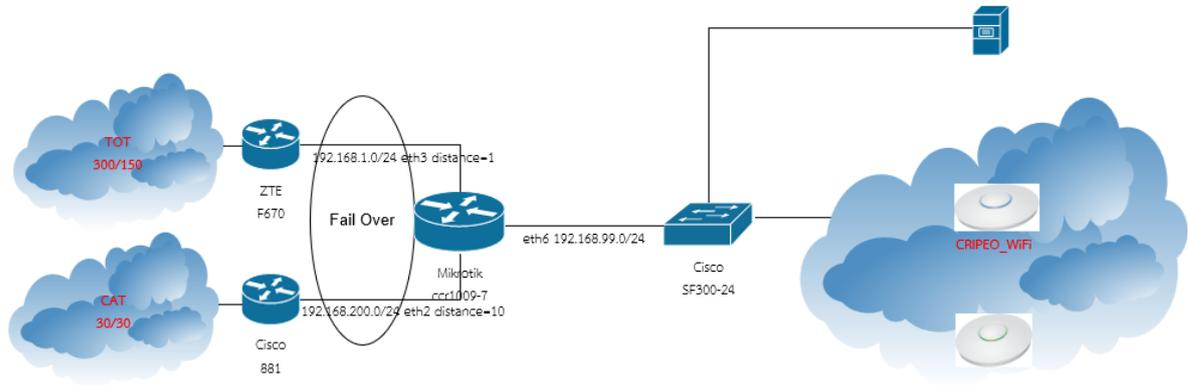 TOT
300/150
ZTE
F670
192.168.1.0/24 eth3 distance=1
Fail Over
Mikrotik
ccr1009-7
eth6 192.168.99.0/24
Cisco
SF300-24
CRIPEO_WiFi
CAT
30/30
Cisco
881
192.168.200.0/24 eth2 distance=10